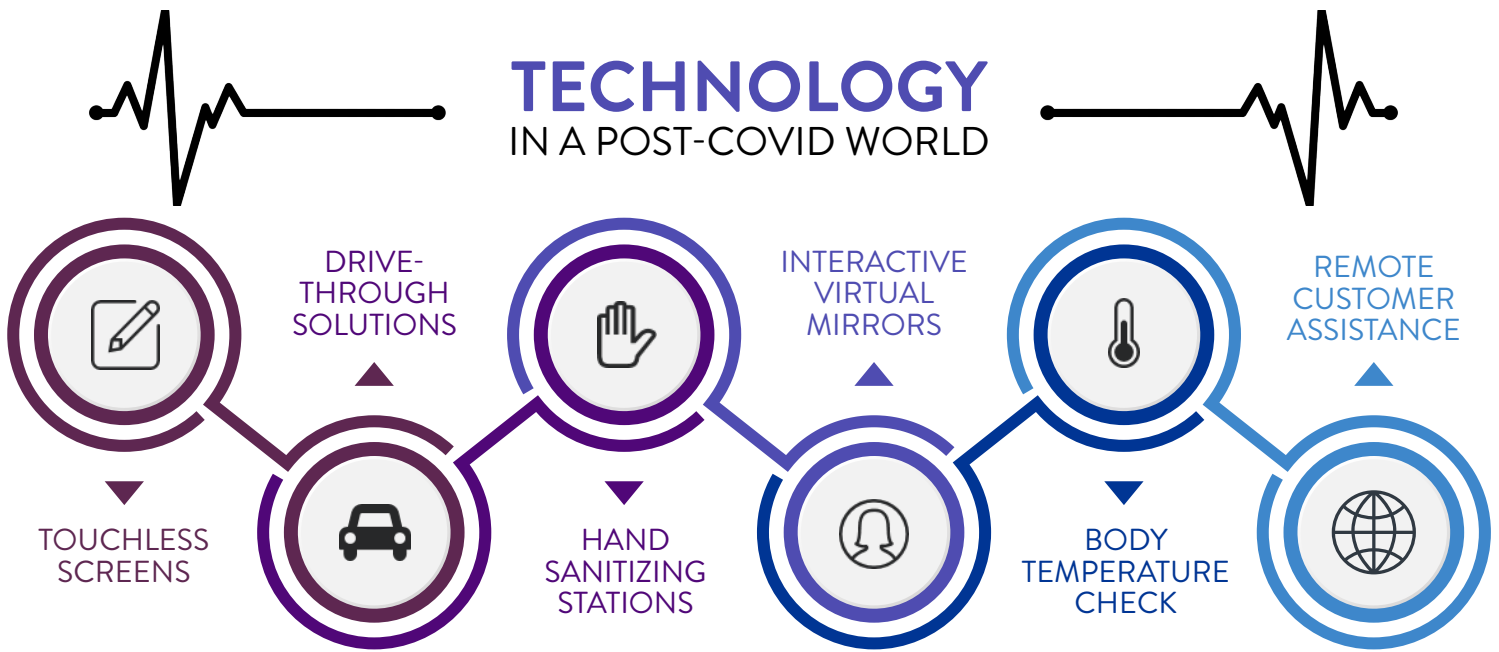 TECHNOLOGY
IN A POST-COVID WORLD
TOUCHLESS
SCREENS
DRIVE-
THROUGH
SOLUTIONS
HAND
SANITIZING
STATIONS
INTERACTIVE
VIRTUAL
MIRRORS
BODY
TEMPERATURE
CHECK
REMOTE
CUSTOMER
ASSISTANCE